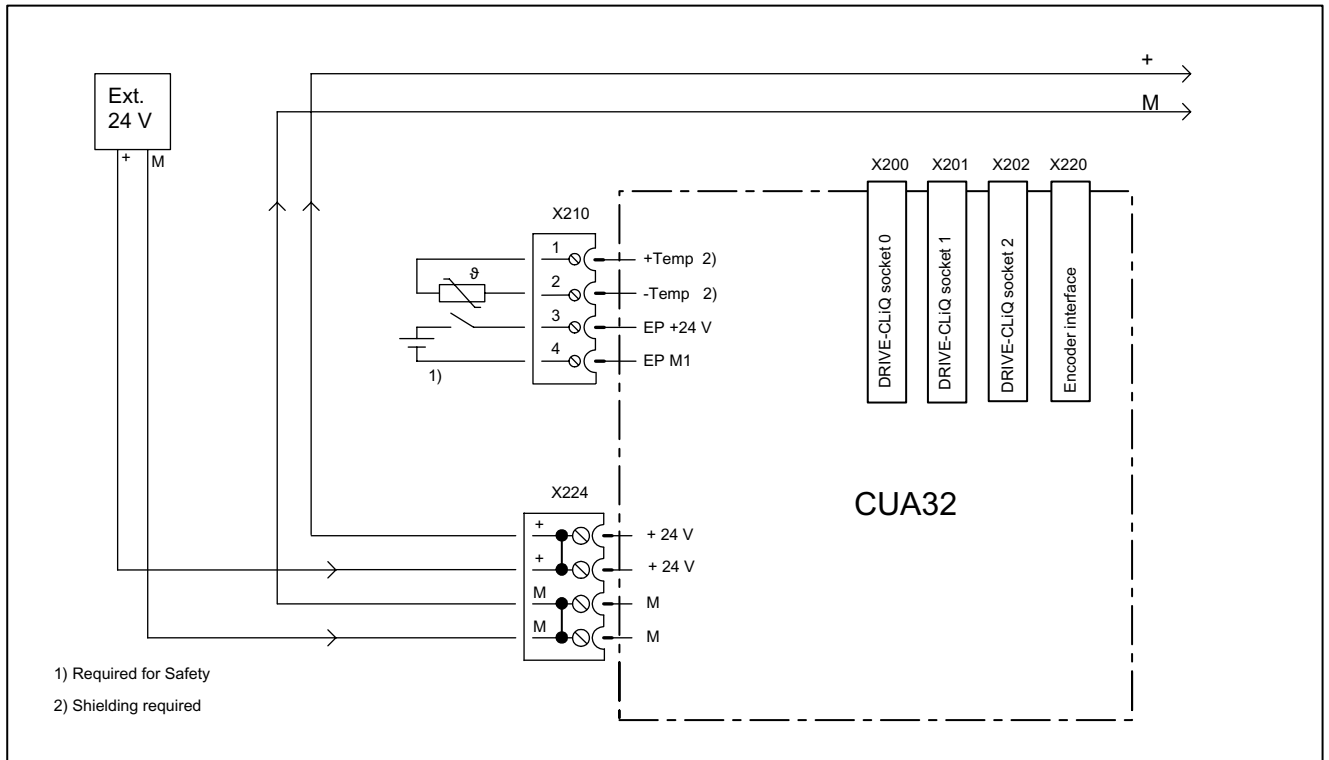 +
M
Ext.
24 V
+ M
X200 X201 X202 X220
DRIVE-CLiQ socket 0
DRIVE-CLiQ socket 1
DRIVE-CLiQ socket 2
Encoder interface
X210
1 +Temp 2)
ϑ
2 -Temp 2)
3 EP +24 V
4 EP M1
1)
CUA32
X224
+ + 24 V
+ + 24 V
M M
M M
1) Required for Safety
2) Shielding required